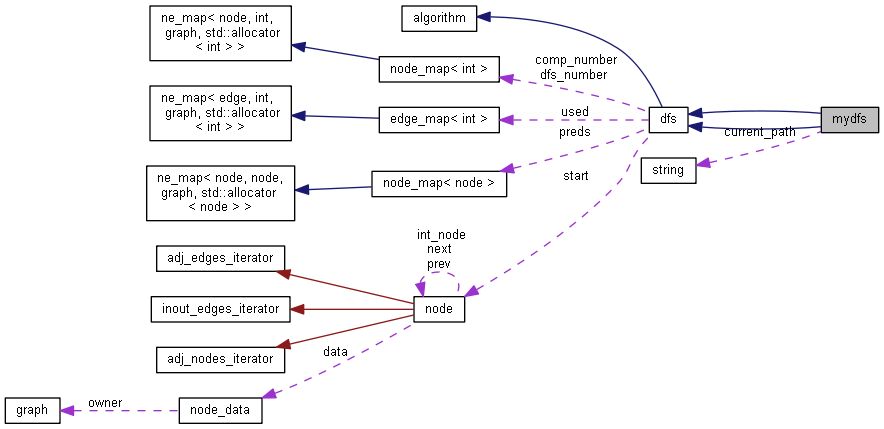 ne_map< node, int,
graph, std::allocator
< int > >
algorithm
node_map< int >
comp_number
dfs_number
ne_map< edge, int,
graph, std::allocator
< int > >
edge_map< int >
used
dfs
mydfs
preds
current_path
ne_map< node, node,
graph, std::allocator
< node > >
node_map< node >
start
string
int_node
next
prev
adj_edges_iterator
inout_edges_iterator
node
adj_nodes_iterator
data
graph
owner
node_data